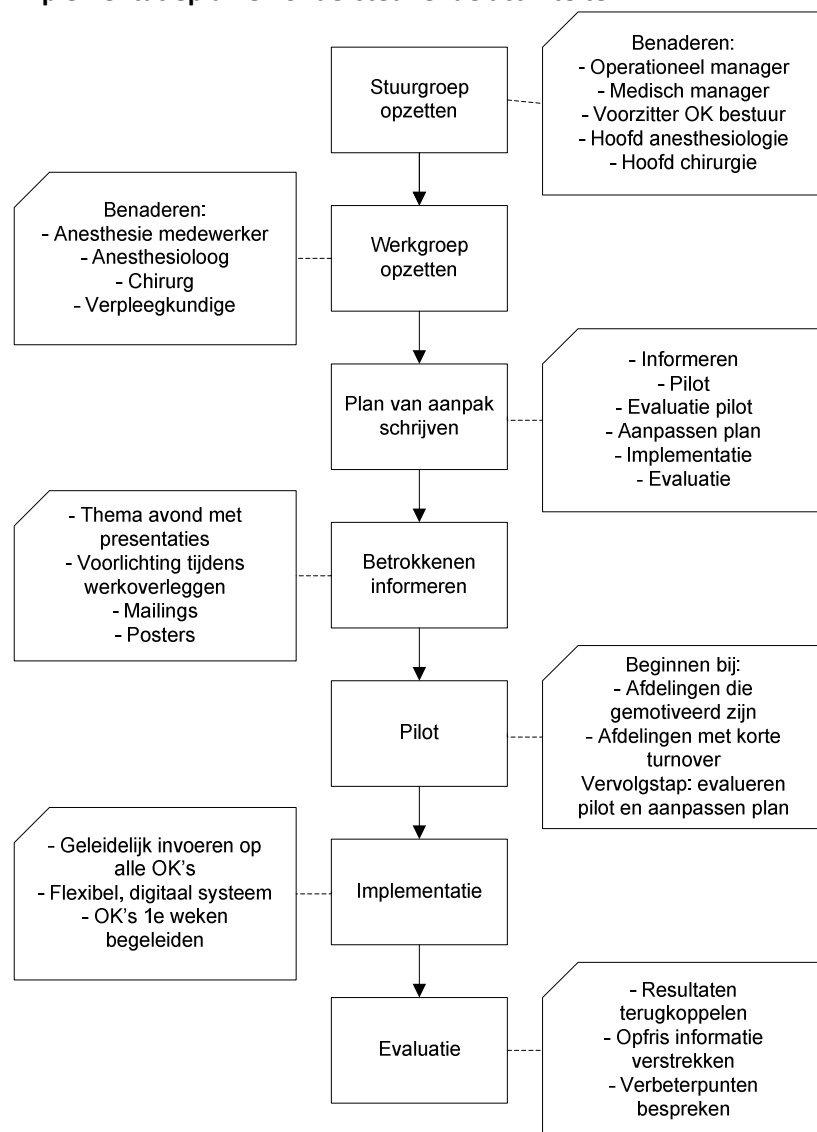 Stuurgroep
opzetten
Benaderen:
- Operationeel manager
- Medisch manager
- Voorzitter OK bestuur
- Hoofd anesthesiologie
- Hoofd chirurgie
Benaderen:
- Anesthesie medewerker
- Anesthesioloog
- Chirurg
- Verpleegkundige
Werkgroep
opzetten
Plan van aanpak
schrijven
- Informeren
- Pilot
- Evaluatie pilot
- Aanpassen plan
- Implementatie
- Evaluatie
- Thema avond met
presentaties
- Voorlichting tijdens
werkoverleggen
- Mailings
- Posters
Betrokkenen
informeren
Pilot
Beginnen bij:
- Afdelingen die
gemotiveerd zijn
- Afdelingen met korte
turnover
Vervolgstap: evalueren
pilot en aanpassen plan
- Geleidelijk invoeren op
alle OK's
- Flexibel, digitaal systeem
- OK's 1e weken
begeleiden
Implementatie
Evaluatie
- Resultaten
terugkoppelen
- Opfris informatie
verstrekken
- Verbeterpunten
bespreken